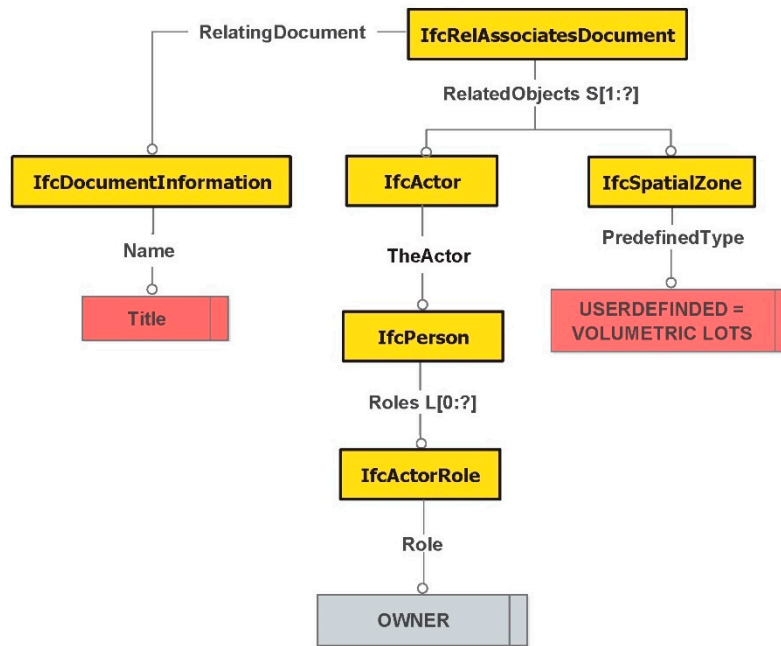 RelatingDocument
IfcRelAssociatesDocument
RelatedObjects S[1:?]
IfcDocumentInformation
IfcActor
IfcSpatialZone
Name
TheActor
PredefinedType
Title
IfcPerson
USERDEFINDED =
VOLUMETRIC LOTS
Roles L[0:?]
IfcActorRole
Role
OWNER